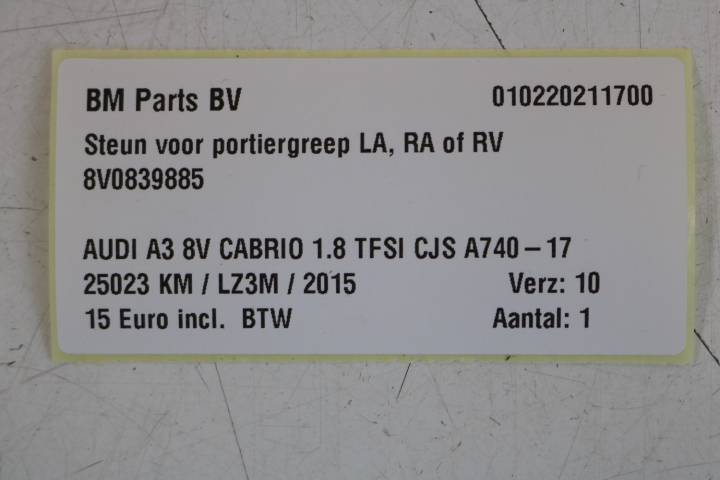 BM Parts BV 010220211700
Steun voor portiergreep LA, RA of RV
8V0839885
AUDI A3 8V CABRIO 1.8 TFSI CJS A740 – 17
25023 KM / LZ3M / 2015 Verz: 10
15 Euro incl. BTW Aantal: 1